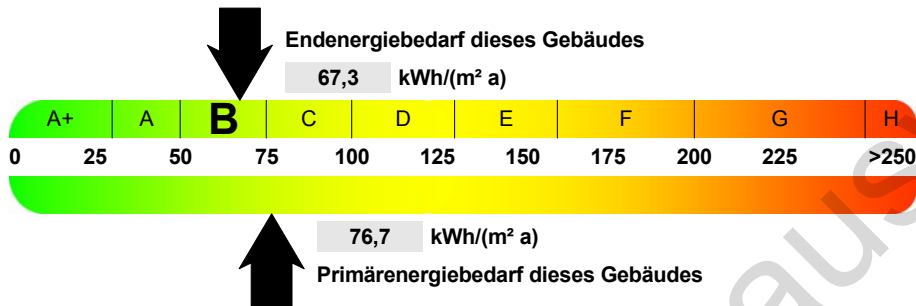 Endenergiebedarf dieses Gebäudes
67,3 kWh/(m² a)
A+ A B C D E F G H
0 25 50 75 100 125 150 175 200 225 >250
76,7 kWh/(m² a)
Primärenergiebedarf dieses Gebäudes